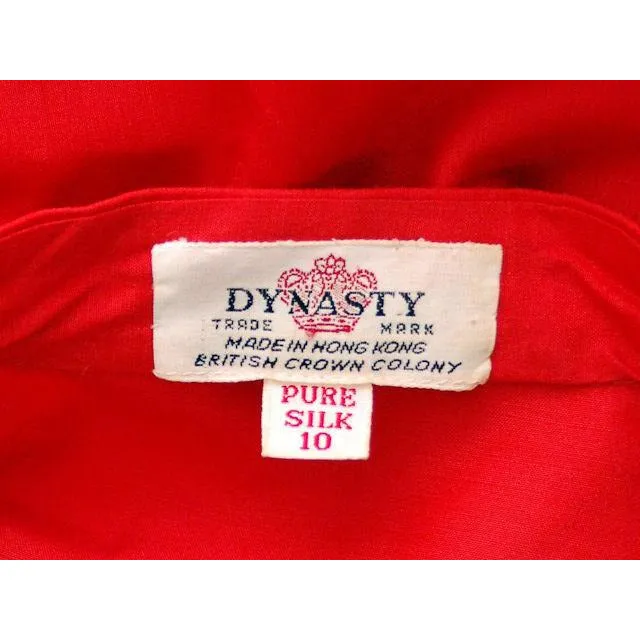 DYNASTY
TRADE MARK
MADE IN HONG KONG
BRITISH CROWN COLONY
PURE
SILK
10